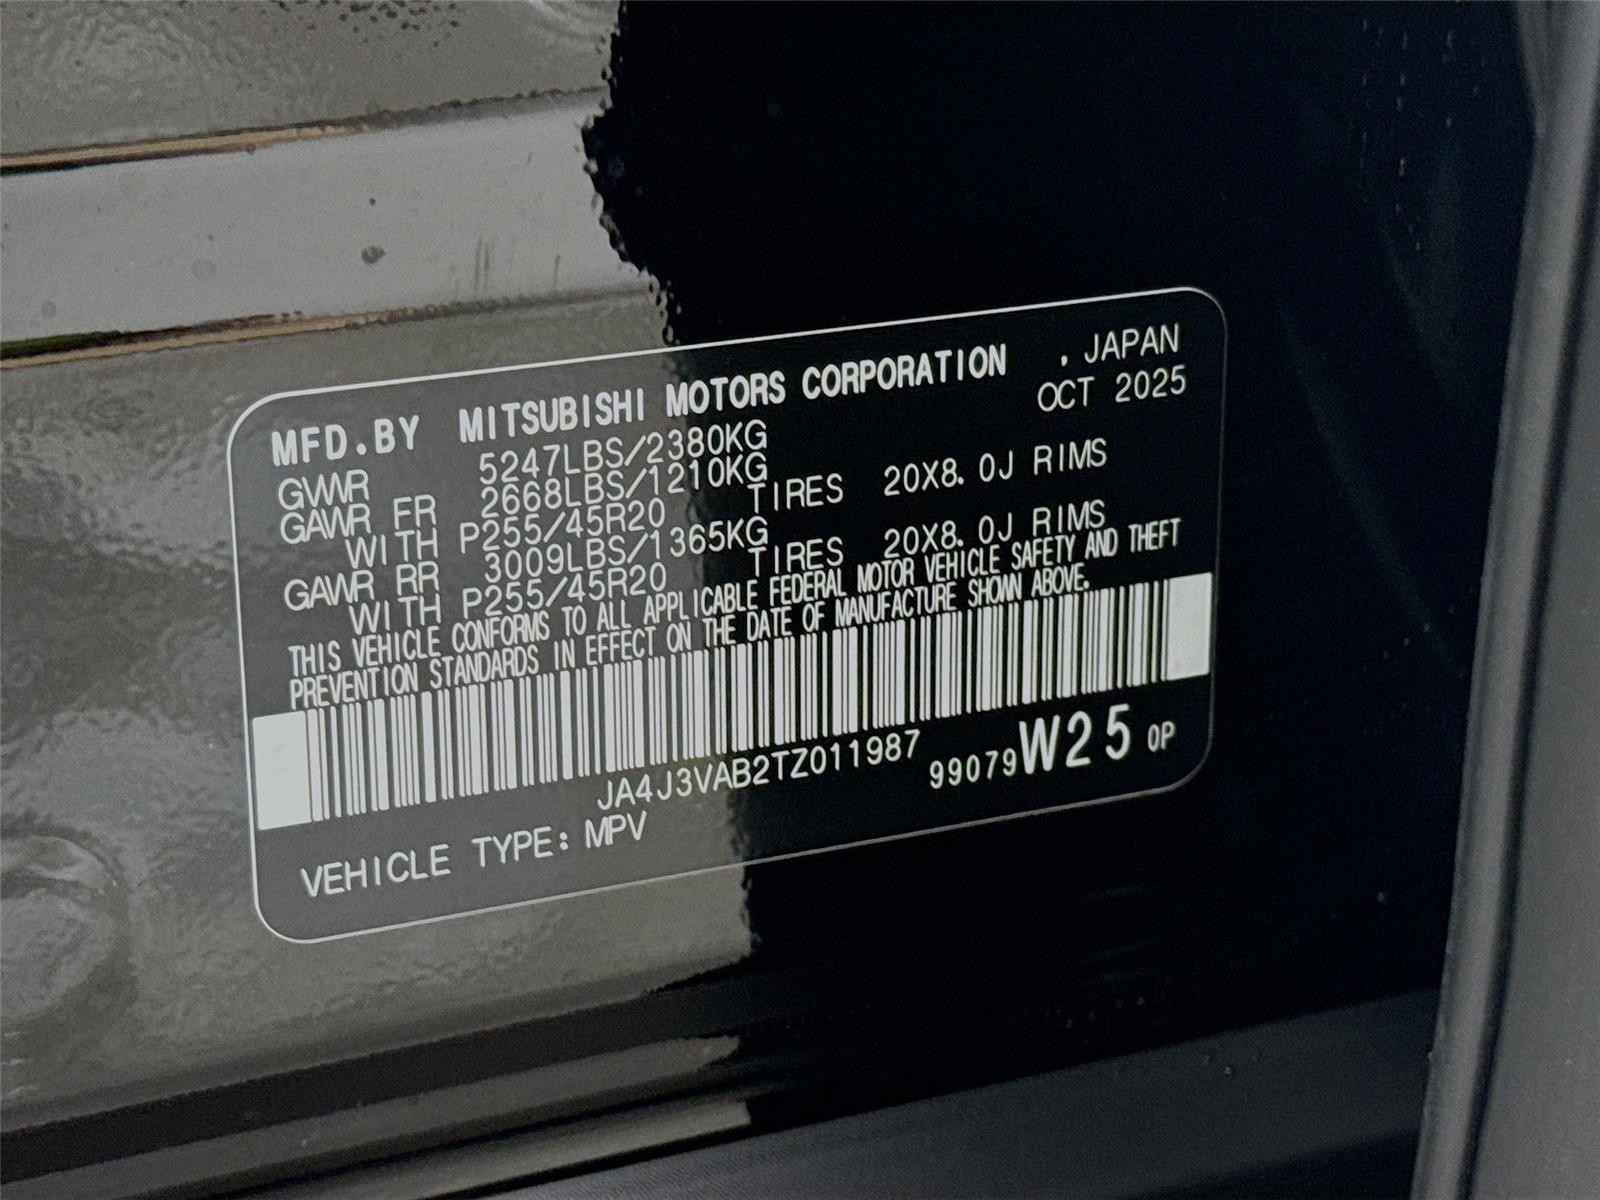 MFD.BY MITSUBISHI MOTORS CORPORATION , JAPAN
OCT 2025
GVWR 5247LBS/2380KG
GAWR FR 2668LBS/1210KG
WITH P255/45R20 TIRES 20X8.0J RIMS
GAWR RR 3009LBS/1365KG
WITH P255/45R20 TIRES 20X8.0J RIMS
THIS VEHICLE CONFORMS TO ALL APPLICABLE FEDERAL MOTOR VEHICLE SAFETY AND THEFT
PREVENTION STANDARDS IN EFFECT ON THE DATE OF MANUFACTURE SHOWN ABOVE.
JA4J3VAB2TZ011987
99079W25 0P
VEHICLE TYPE: MPV